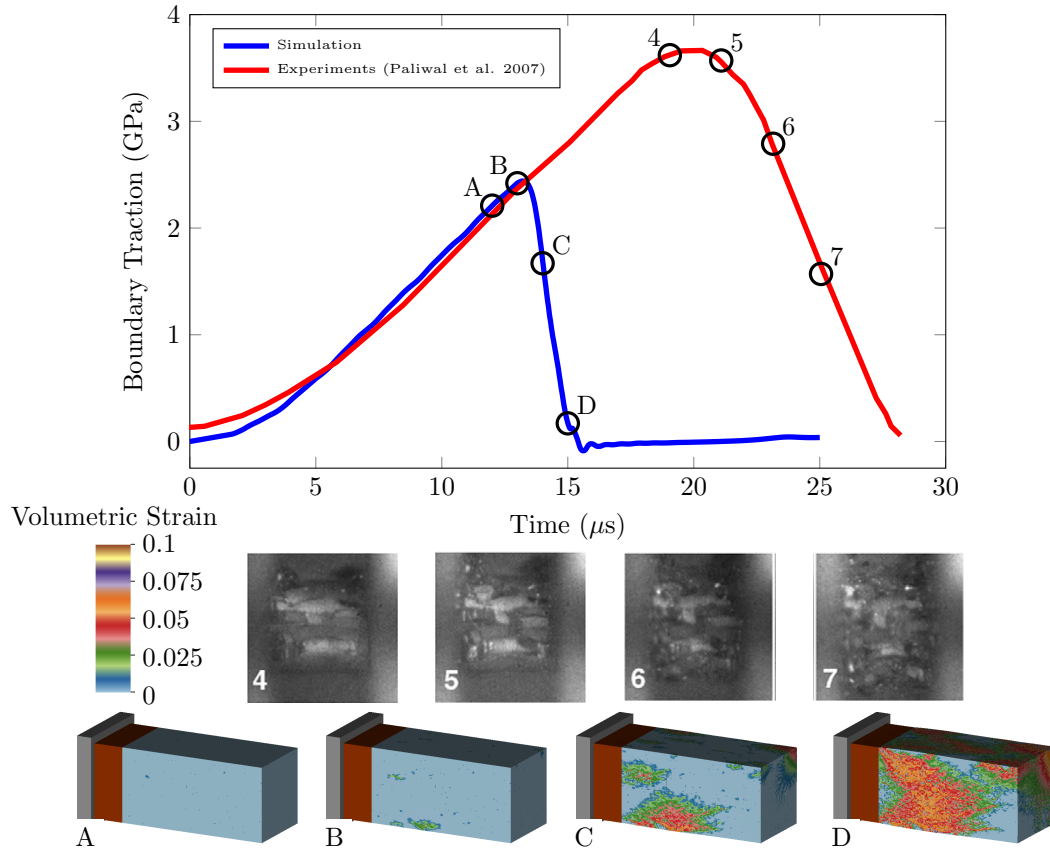 4
3
2
1
0
Boundary Traction (GPa)
Simulation
Experiments (Paliwal et al. 2007)
A
B
C
D
4
5
6
7
0 5 10 15 20 25 30
Time (μs)
Volumetric Strain
0.1
0.075
0.05
0.025
0
4 5 6 7
A B C D